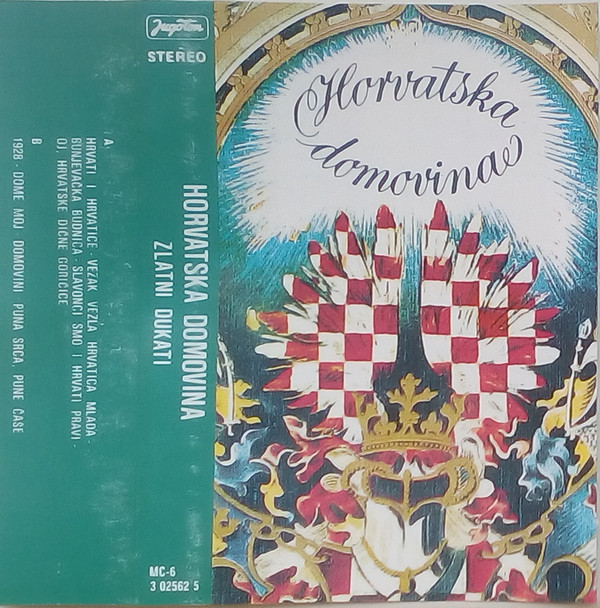 Jugoton
STEREO
HORVATSKA DOMOVINA
ZLATNI DUKATI
A
HRVATI I HRVATICE - VEZAK VEZLA HRVATICA MLADA -
BUNJEVAČKA BUDNICA - SLAVONCI SMO I HRVATI PRAVI -
OJ, HRVATSKE DIČNE GORIČICE
B
1928 - DOME MOJ DOMOVINI PUNA SRCA, PUNE ČAŠE
MC-6
3 02562 5
Horvatska
domovina